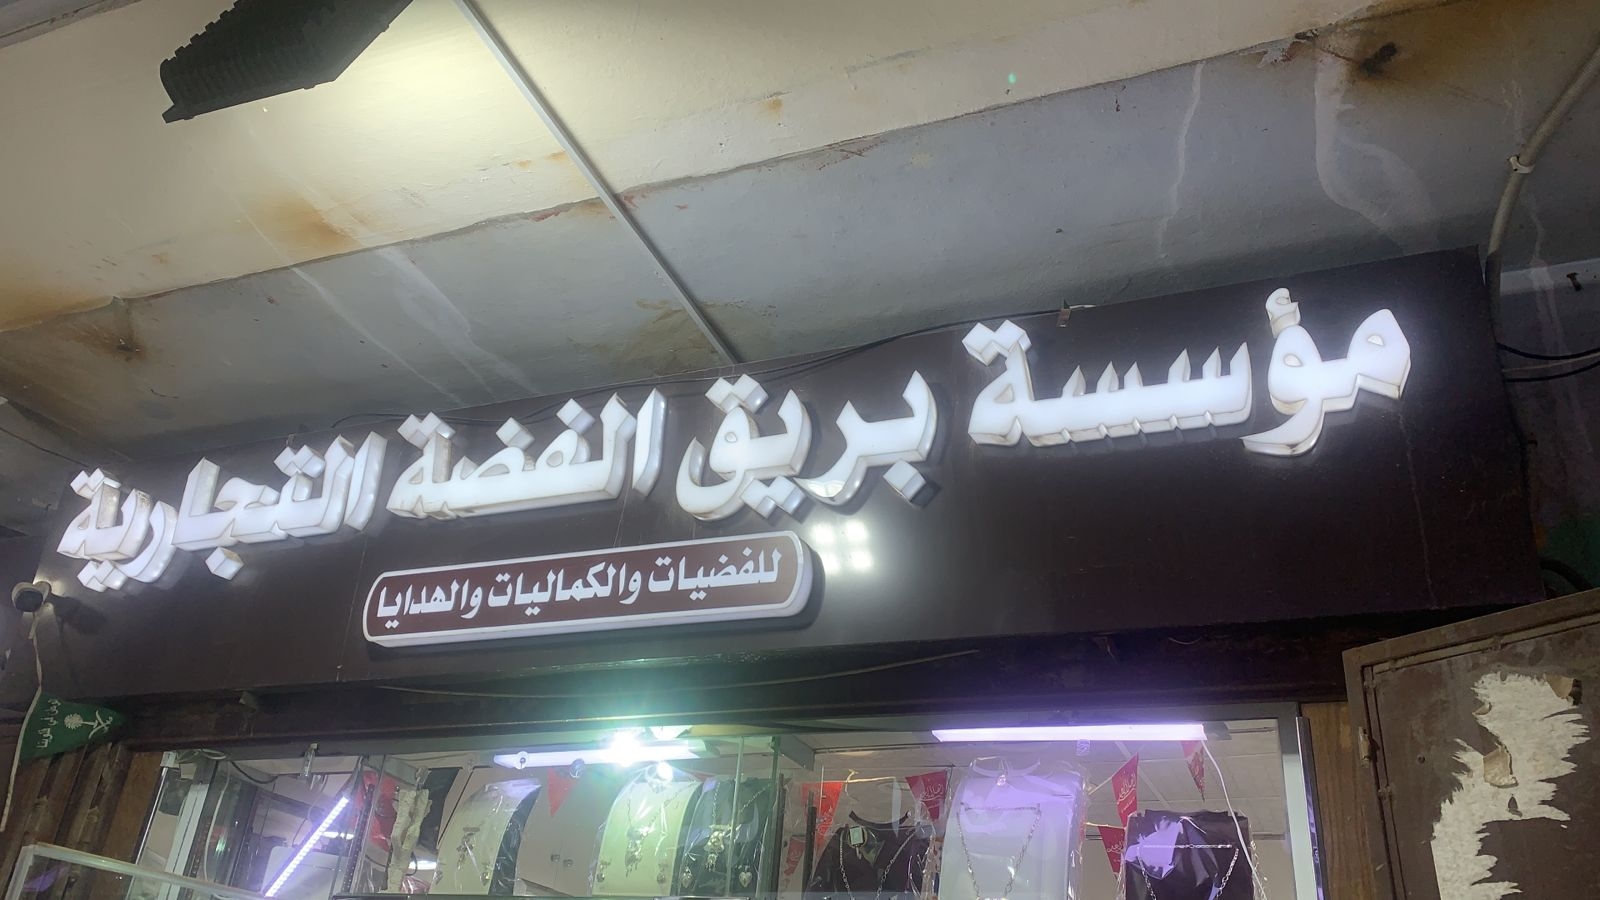 مؤسسة بريق الفضة التجارية
للفضيات والكماليات والهدايا